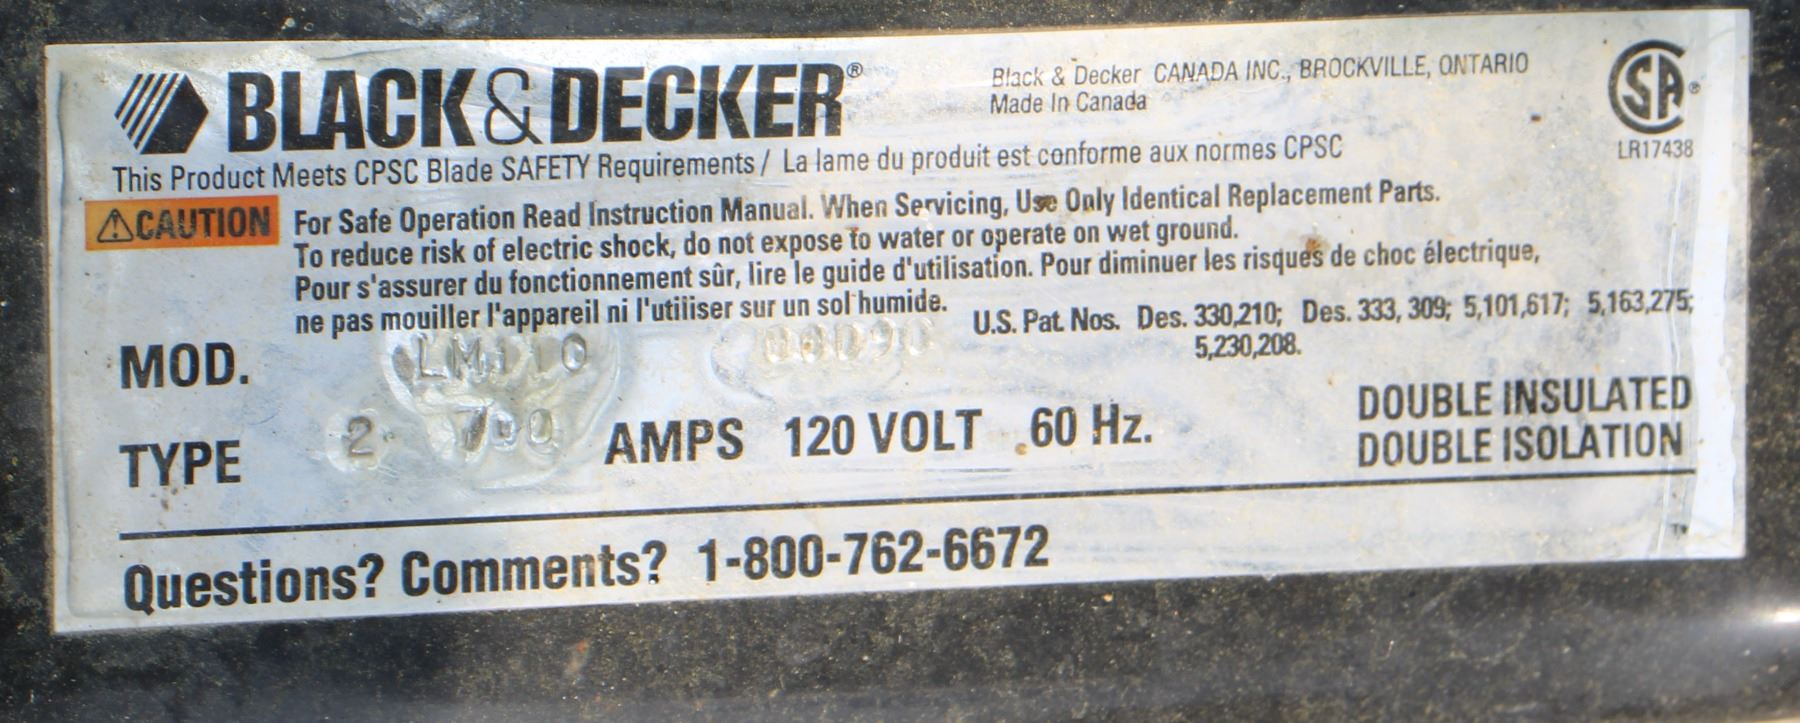 BLACK & DECKER®
Black & Decker CANADA INC., BROCKVILLE, ONTARIO
Made In Canada
SA®
LR17438
This Product Meets CPSC Blade SAFETY Requirements / La lame du produit est conforme aux normes CPSC
⚠CAUTION For Safe Operation Read Instruction Manual. When Servicing, Use Only Identical Replacement Parts.
To reduce risk of electric shock, do not expose to water or operate on wet ground.
Pour s'assurer du fonctionnement sûr, lire le guide d'utilisation. Pour diminuer les risques de choc électrique,
ne pas mouiller l'appareil ni l'utiliser sur un sol humide.
U.S. Pat. Nos. Des. 330,210; Des. 333, 309; 5,101,617; 5,163,275;
5,230,208.
MOD. LM110
TYPE 2 700 AMPS 120 VOLT 60 Hz.
DOUBLE INSULATED
DOUBLE ISOLATION
Questions? Comments? 1-800-762-6672